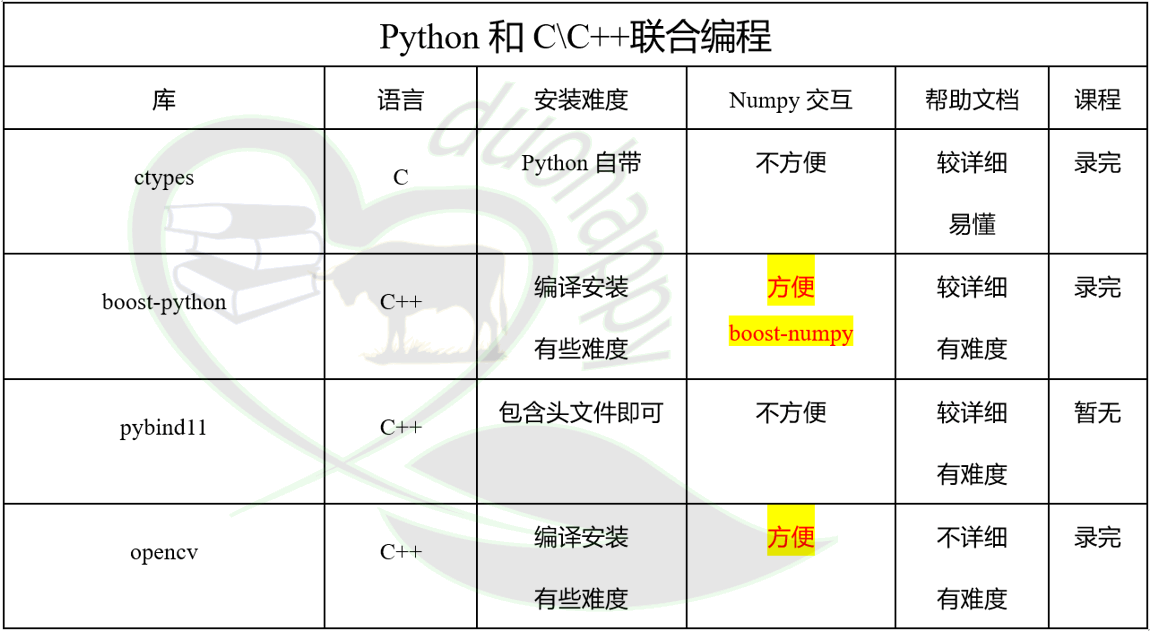 Python 和 C\C++联合编程
库 语言 安装难度 Numpy 交互 帮助文档 课程
ctypes C Python 自带 不方便 较详细 录完
易懂
boost-python C++ 编译安装 方便 较详细 录完
boost-numpy
有些难度 有难度
pybind11 C++ 包含头文件即可 不方便 较详细 暂无
有难度
opencv C++ 编译安装 方便 不详细 录完
有些难度 有难度
duohappy